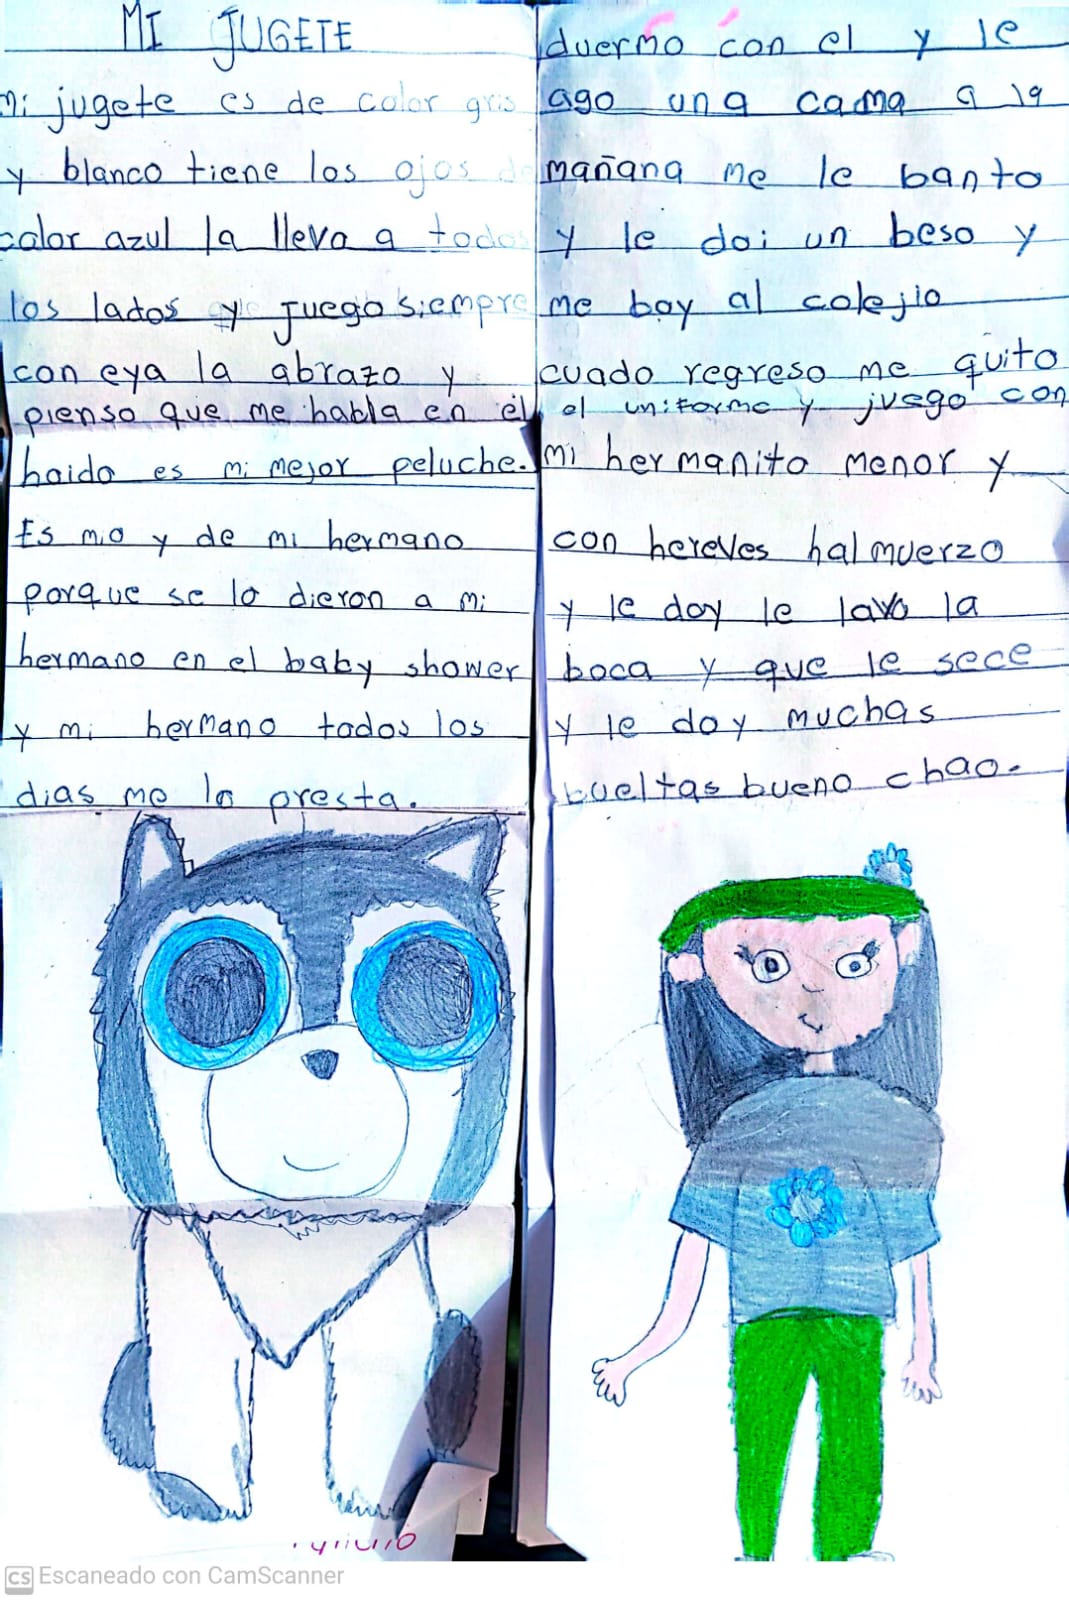 MI JUGETE
Mi jugete es de color gris
y blanco tiene los ojos de
color azul la lleva a todos
los lados y juego siempre
con eya la abrazo y
pienso que me habla en el
haido es mi mejor peluche.
Es mio y de mi hermano
porque se lo dieron a mi
hermano en el baby shower
y mi hermano todos los
dias me lo presta.
duermo con el y le
ago una cama a la
mañana me le banto
y le doi un beso y
me boy al colejio
cuado regreso me quito
el uniforme y juego con
mi hermanito menor y
con hereves halmuerzo
y le doy le lavo la
boca y que le sece
y le doy muchas
bueltas bueno chao.
CS Escaneado con CamScanner